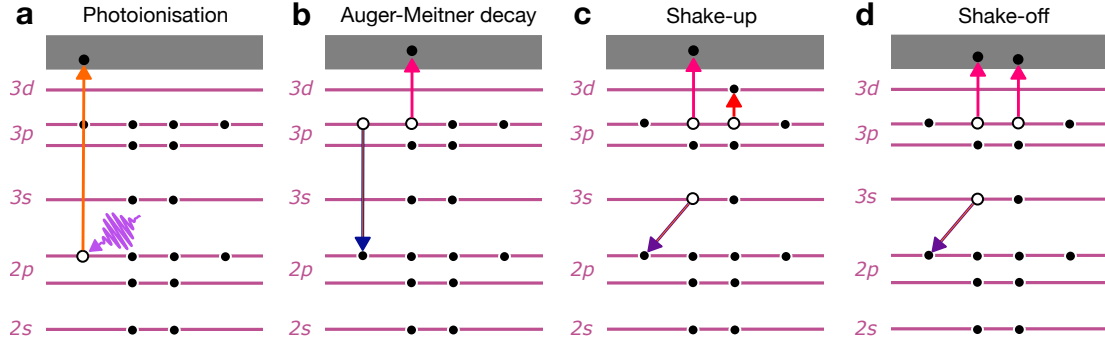 a Photoionisation
b Auger-Meitner decay
c Shake-up
d Shake-off
3d
3p
3s
2p
2s
3d
3p
3s
2p
2s
3d
3p
3s
2p
2s
3d
3p
3s
2p
2s